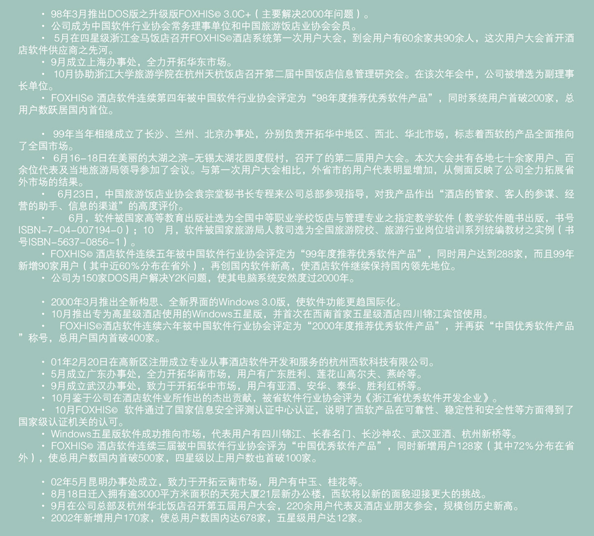 • 98年3月推出DOS版之升级版FOXHIS© 3.0C+（主要解决2000年问题）。
• 公司成为中国软件行业协会常务理事单位和中国旅游饭店业协会会员。
• 5月在四星级浙江金马饭店召开FOXHIS©酒店系统第一次用户大会，到会用户有60余家共90余人，这次用户大会首开酒
店软件供应商之先河。
• 9月成立上海办事处，全力开拓华东市场。
• 10月协助浙江大学旅游学院在杭州天杭饭店召开第二届中国饭店信息管理研究会。在该次年会中，公司被增选为副理事
长单位。
• FOXHIS© 酒店软件连续第四年被中国软件行业协会评定为“98年度推荐优秀软件产品”，同时系统用户首破200家，总
用户数跃居国内首位。
• 99年当年相继成立了长沙、兰州、北京办事处，分别负责开拓华中地区、西北、华北市场，标志着西软的产品全面推向
了全国市场。
• 6月16-18日在美丽的太湖之滨-无锡太湖花园度假村，召开了的第二届用户大会。本次大会共有各地七十余家用户、百
余位代表及当地旅游局领导参加了会议。与第一次用户大会相比，外省市的用户代表明显增加，从侧面反映了公司全力拓展省
外市场的结果。
• 6月23日，中国旅游饭店业协会袁宗堂秘书长专程来公司总部参观指导，对我产品作出“酒店的管家、客人的参谋、经
营的助手、信息的渠道”的高度评价。
• 6月，软件被国家高等教育出版社选为全国中等职业学校饭店与管理专业之指定教学软件（教学软件随书出版，书号
ISBN-7-04-007194-0）；10 月，软件被国家旅游局人教司选为全国旅游院校、旅游行业岗位培训系列统编教材之实例（书
号ISBN-5637-0856-1）。
• FOXHIS© 酒店软件连续五年被中国软件行业协会评定为“99年度推荐优秀软件产品”，同时用户达到288家，而且99年
新增90家用户（其中近60%分布在省外），再创国内软件新高，使酒店软件继续保持国内领先地位。
• 公司为150家DOS用户解决Y2K问题，使其电脑系统安然度过2000年。
• 2000年3月推出全新构思、全新界面的Windows 3.0版，使软件功能更趋国际化。
• 10月推出专为高星级酒店使用的Windows五星版，并首次在西南首家五星级酒店四川锦江宾馆使用。
• FOXHIS©酒店软件连续六年被中国软件行业协会评定为“2000年度推荐优秀软件产品”，并再获“中国优秀软件产品
”称号，总用户国内首破400家。
• 01年2月20日在高新区注册成立专业从事酒店软件开发和服务的杭州西软科技有限公司。
• 5月成立广东办事处，全力开拓华南市场，用户有广东胜利、莲花山高尔夫、燕岭等。
• 9月成立武汉办事处，致力于开拓华中市场，用户有亚酒、安华、泰华、胜利红桥等。
• 10月鉴于公司在酒店软件业所作出的杰出贡献，被省软件行业协会评为《浙江省优秀软件开发企业》。
• 10月FOXHIS© 软件通过了国家信息安全评测认证中心认证，说明了西软产品在可靠性、稳定性和安全性等方面得到了
国家级认证机关的认可。
• Windows五星版软件成功推向市场，代表用户有四川锦江、长春名门、长沙神农、武汉亚酒、杭州新桥等。
• FOXHIS© 酒店软件连续三届被中国软件行业协会评为“中国优秀软件产品”，同时新增用户128家（其中72%分布在省
外），使总用户数国内首破500家，四星级以上用户数也首破100家。
• 02年5月昆明办事处成立，致力于开拓云南市场，用户有中玉、桂花等。
• 8月18日迁入拥有逾3000平方米面积的天苑大厦21层新办公楼，西软将以新的面貌迎接更大的挑战。
• 9月在公司总部及杭州华北饭店召开第五届用户大会，220余用户代表及酒店业朋友参会，规模创历史新高。
• 2002年新增用户170家，使总用户数国内达678家，五星级用户达12家。